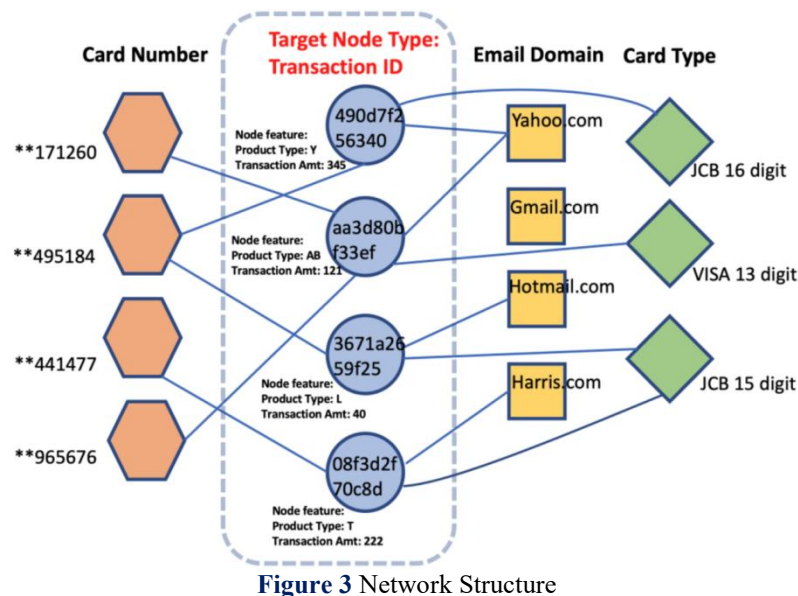 Card Number
Target Node Type:
Transaction ID
Email Domain
Card Type
**171260
**495184
**441477
**965676
490d7f2
56340
Node feature:
Product Type: Y
Transaction Amt: 345
aa3d80b
f33ef
Node feature:
Product Type: AB
Transaction Amt: 121
3671a26
59f25
Node feature:
Product Type: L
Transaction Amt: 40
08f3d2f
70c8d
Node feature:
Product Type: T
Transaction Amt: 222
Yahoo.com
Gmail.com
Hotmail.com
Harris.com
JCB 16 digit
VISA 13 digit
JCB 15 digit
Figure 3 Network Structure